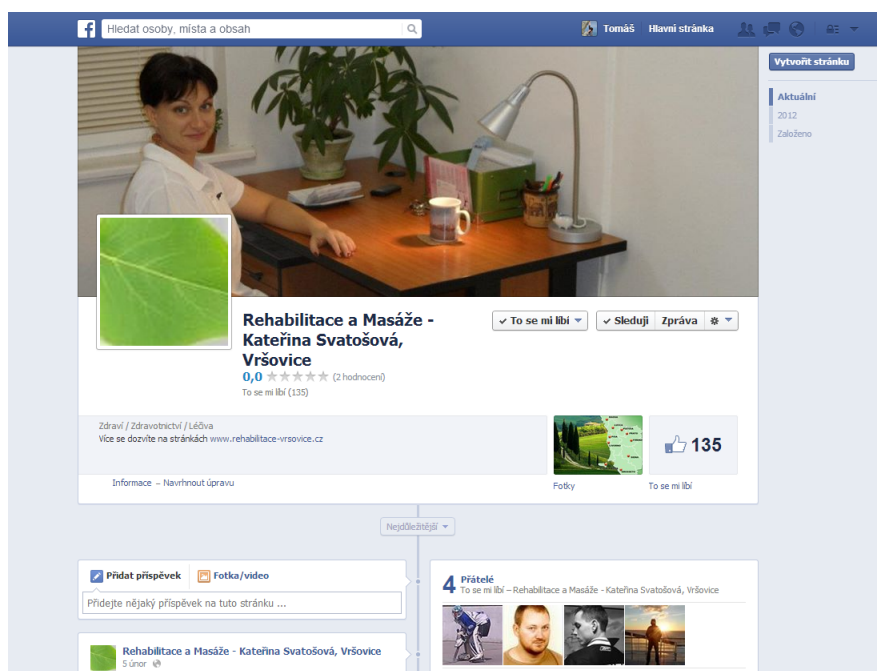 Hledat osoby, místa a obsah
Tomáš Hlavní stránka
Vytvořit stránku
Aktuální
2012
Založeno
Rehabilitace a Masáže -
Kateřina Svatošová,
Vršovice
0,0 (2 hodnocení)
To se mi líbí (135)
To se mi líbí
Sleduji Zpráva
Zdraví / Zdravotnictví / Léčiva
Více se dozvíte na stránkách www.rehabilitace-vrsovice.cz
135
Informace – Navrhnout úpravu
Fotky
To se mi líbí
Nejdůležitější
Přidat příspěvek Fotka/video
Přidejte nějaký příspěvek na tuto stránku ...
4 Přátelé
To se mi líbí – Rehabilitace a Masáže - Kateřina Svatošová, Vršovice
Rehabilitace a Masáže - Kateřina Svatošová, Vršovice
5 únor